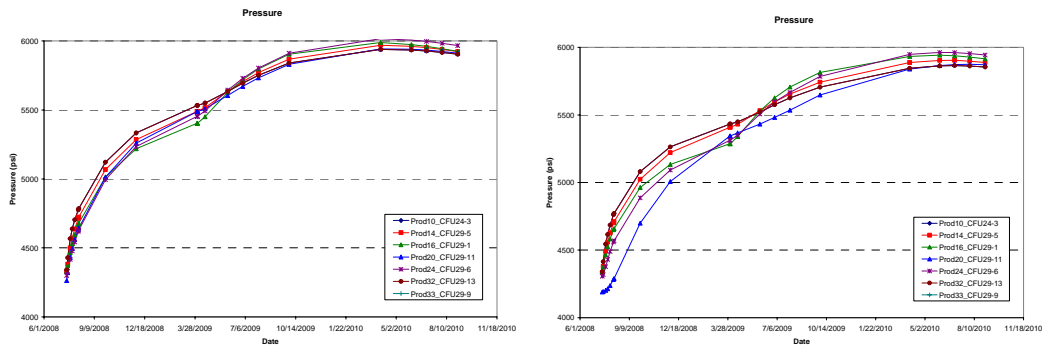 Pressure
Pressure (psi)
6000
5500
5000
4500
4000
6/1/2008 9/9/2008 12/18/2008 3/28/2009 7/6/2009 10/14/2009 1/22/2010 5/2/2010 8/10/2010 11/18/2010
Date
Prod10_CFU24-3
Prod14_CFU29-5
Prod16_CFU29-1
Prod20_CFU29-11
Prod24_CFU29-6
Prod32_CFU29-13
Prod33_CFU29-9
Pressure
Pressure (psi)
6000
5500
5000
4500
4000
6/1/2008 9/9/2008 12/18/2008 3/28/2009 7/6/2009 10/14/2009 1/22/2010 5/2/2010 8/10/2010 11/18/2010
Date
Prod10_CFU24-3
Prod14_CFU29-5
Prod16_CFU29-1
Prod20_CFU29-11
Prod24_CFU29-6
Prod32_CFU29-13
Prod33_CFU29-9